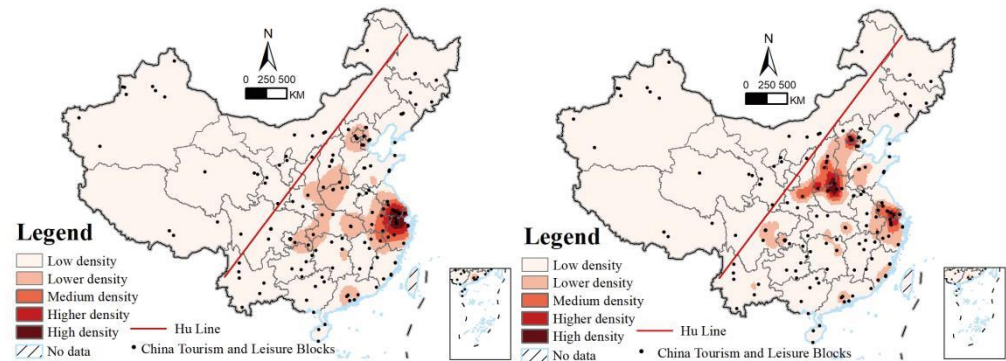 N
0 250 500
KM
Legend
Low density
Lower density
Medium density
Higher density
High density
No data
Hu Line
China Tourism and Leisure Blocks
N
0 250 500
KM
Legend
Low density
Lower density
Medium density
Higher density
High density
No data
Hu Line
China Tourism and Leisure Blocks